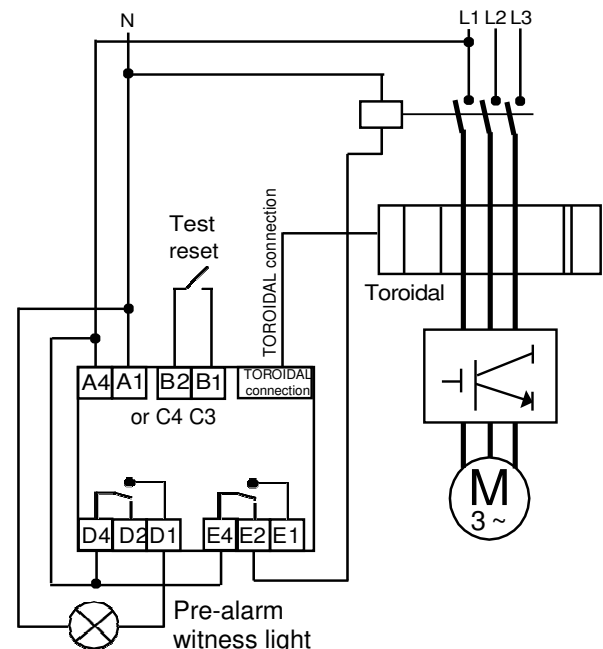 N
L1 L2 L3
Test
reset
TOROIDAL connection
Toroidal
A4 A1 B2 B1 TOROIDAL
connection
or C4 C3
D4 D2 D1 E4 E2 E1
M
3 ~
Pre-alarm
witness light